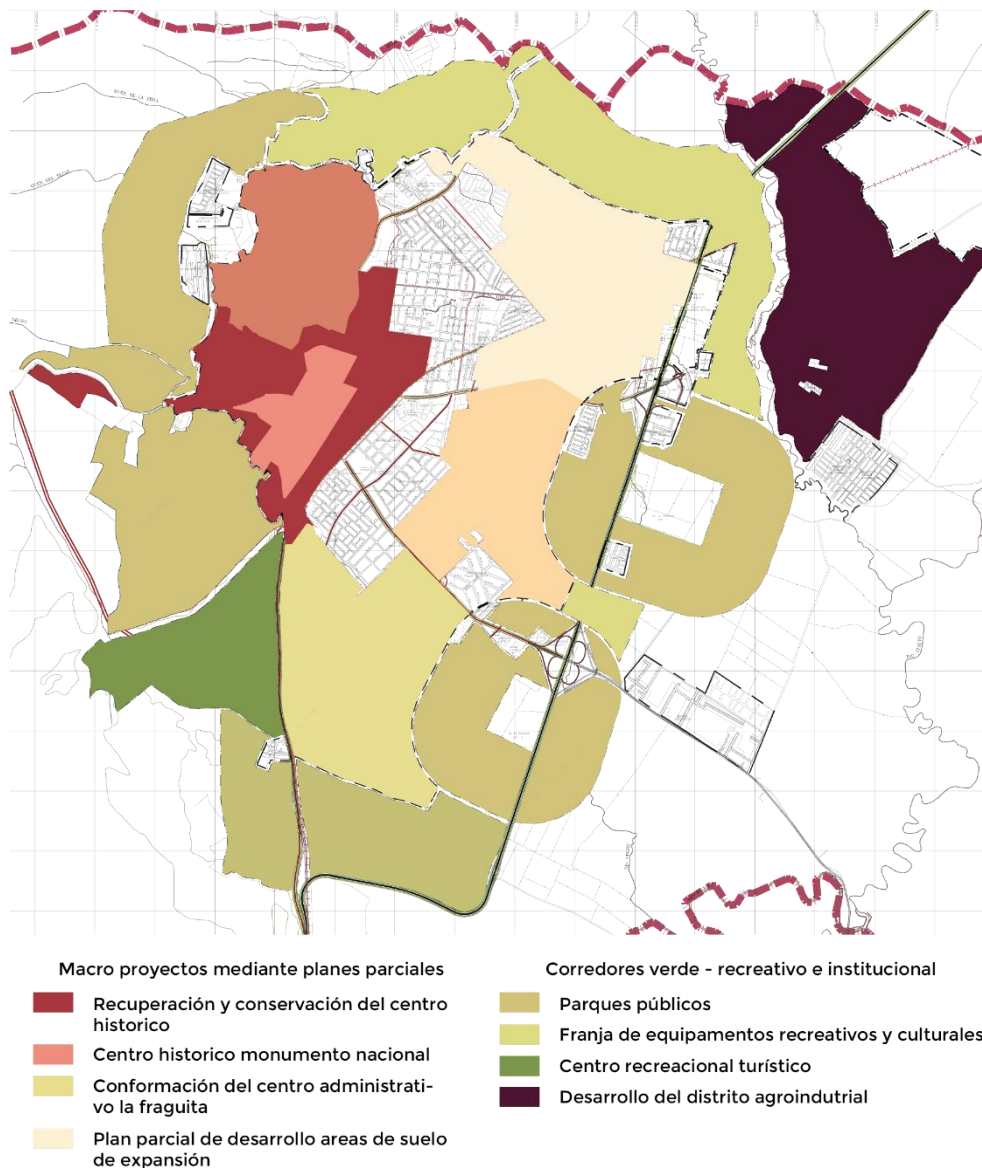 Macro proyectos mediante planes parciales
Recuperación y conservación del centro
historico
Centro historico monumento nacional
Conformación del centro administrati-
vo la fraguita
Plan parcial de desarrollo areas de suelo
de expansión
Corredores verde - recreativo e institucional
Parques públicos
Franja de equipamentos recreativos y culturales
Centro recreacional turístico
Desarrollo del distrito agroindutrial